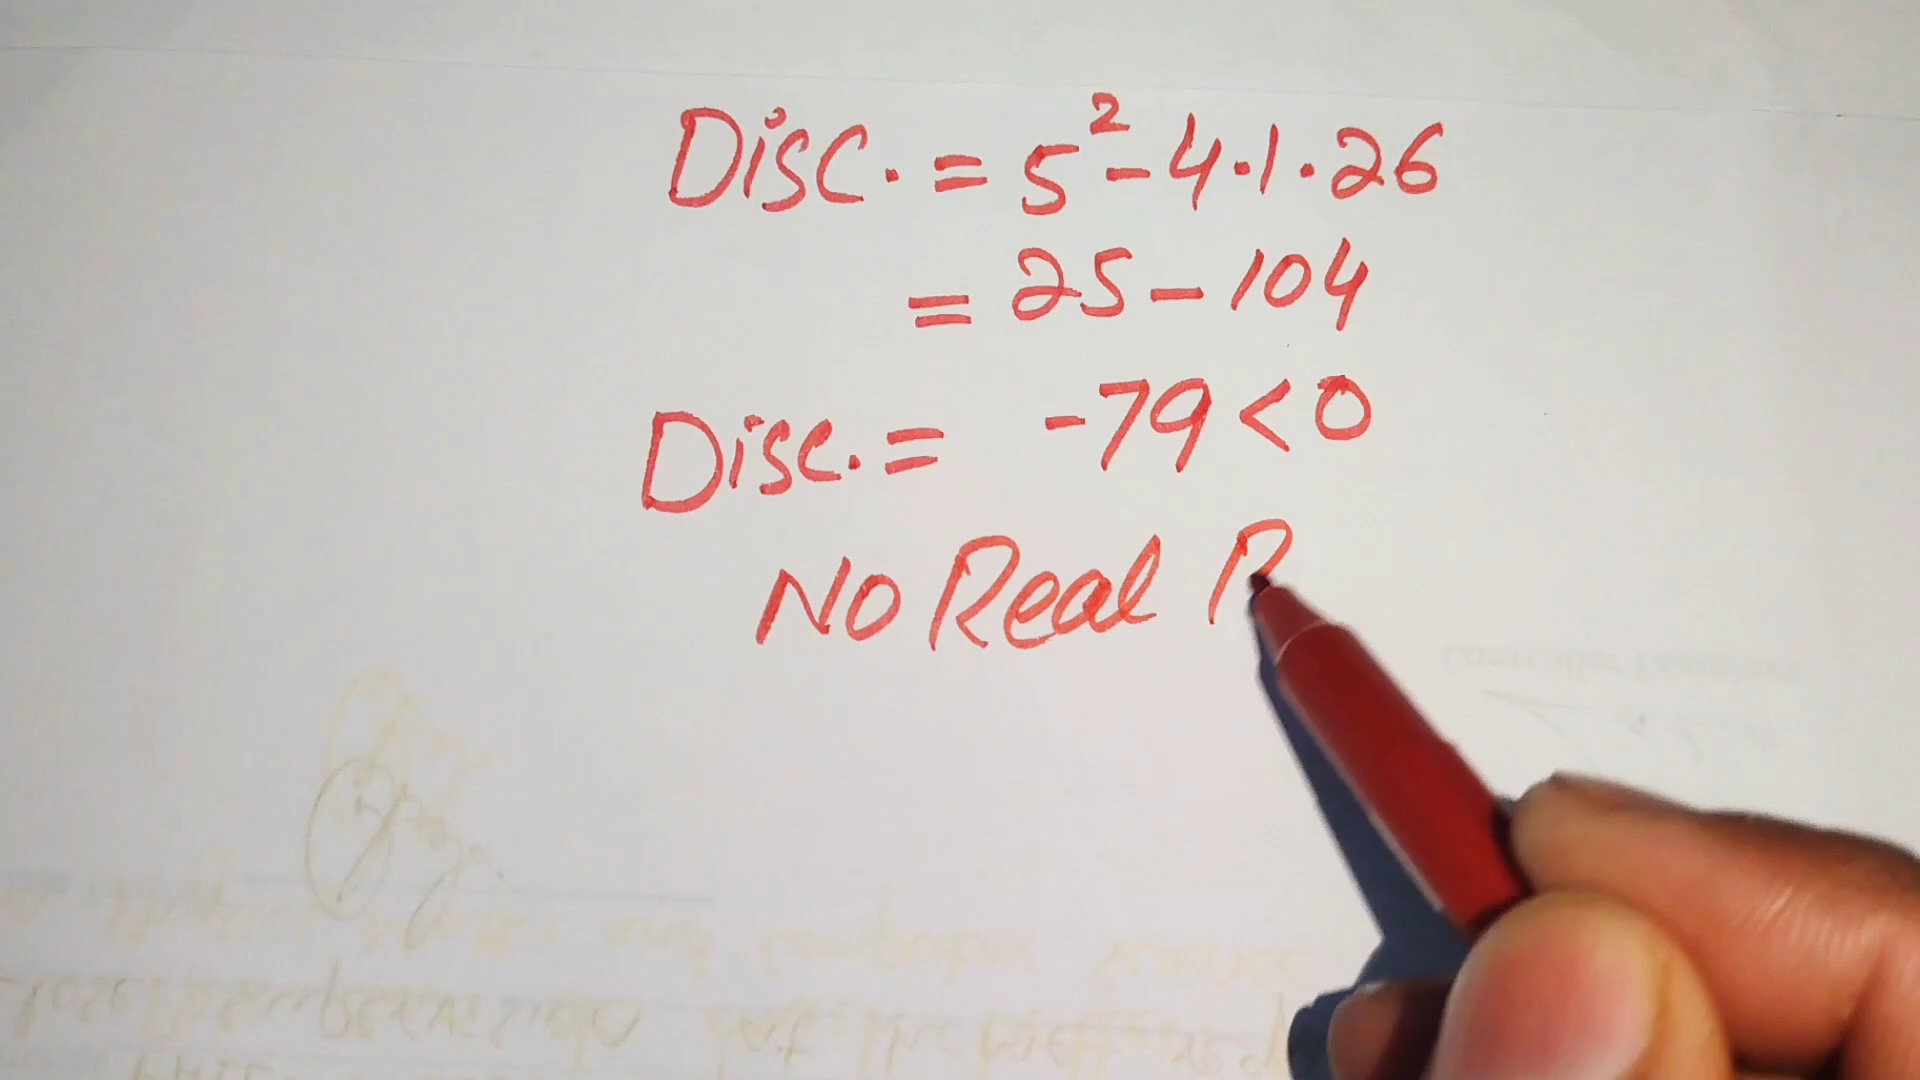 Disc. = 5² - 4·1·26
= 25 - 104
Disc. = -79 < 0
No Real R